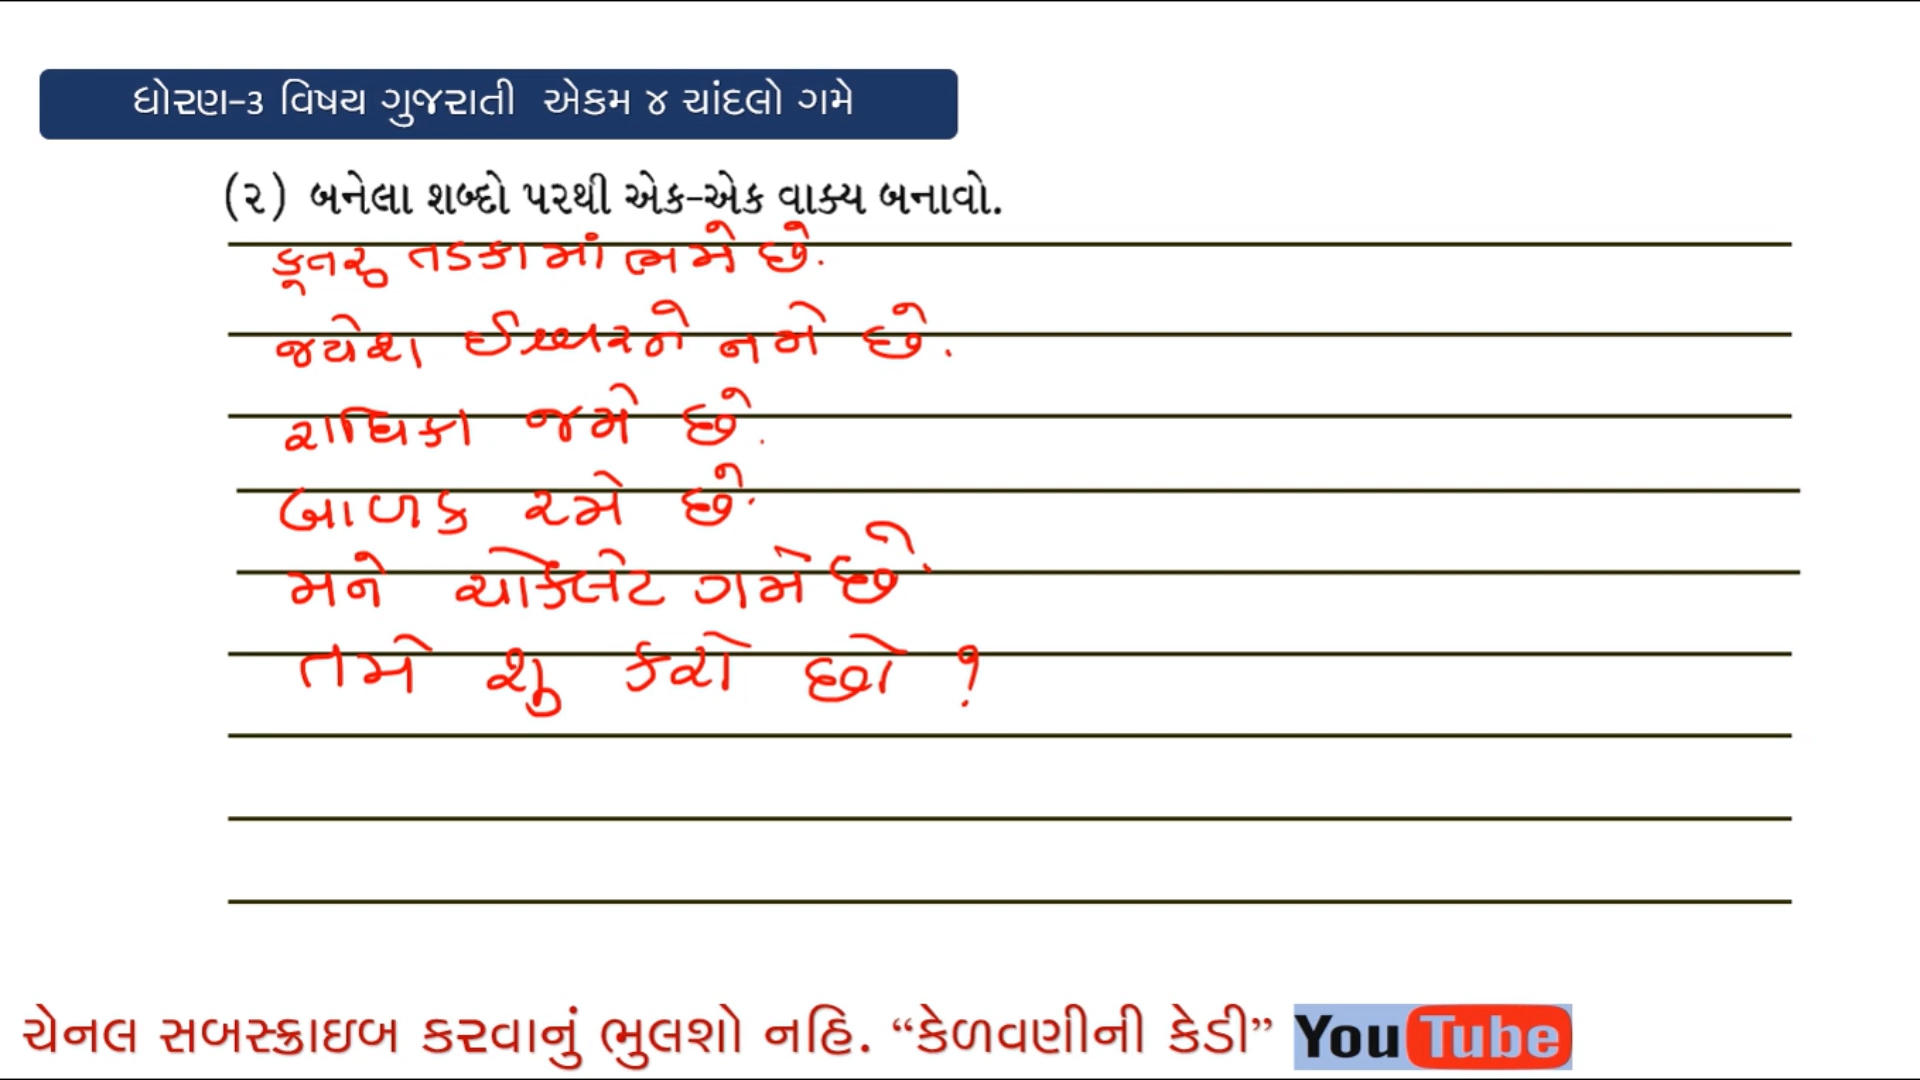 ધોરણ-3 વિષય ગુજરાતી એકમ ૪ ચાંદલો ગમે
(૨) બનેલા શબ્દો પરથી એક-એક વાક્ય બનાવો.
કૂતરૂ તડકામાં ભમે છે.
જયેશ ઈશ્વરને નમે છે.
રાધિકા જમે છે.
બાળક રમે છે.
મને ચોકલેટ ગમે છે.
તમે શુ કરો છો ?
ચેનલ સબસ્ક્રાઇબ કરવાનું ભુલશો નહિ. “કેળવણીની કેડી” YouTube